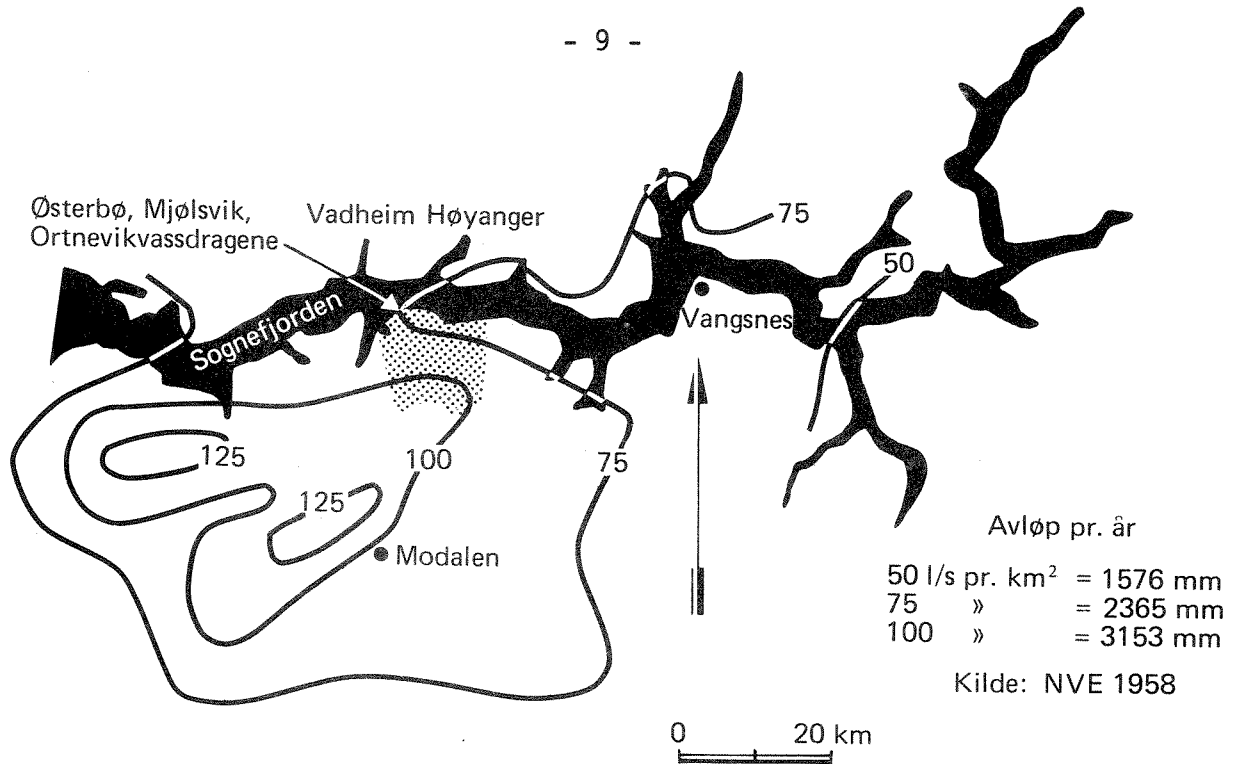 - 9 -
Østerbø, Mjølsvik,
Ortnevikvassdragene
Vadheim Høyanger
75
50
Sognefjorden
Vangsnes
125
100
75
125
Modalen
Avløp pr. år
50 l/s pr. km² = 1576 mm
75 » = 2365 mm
100 » = 3153 mm
Kilde: NVE 1958
0 20 km